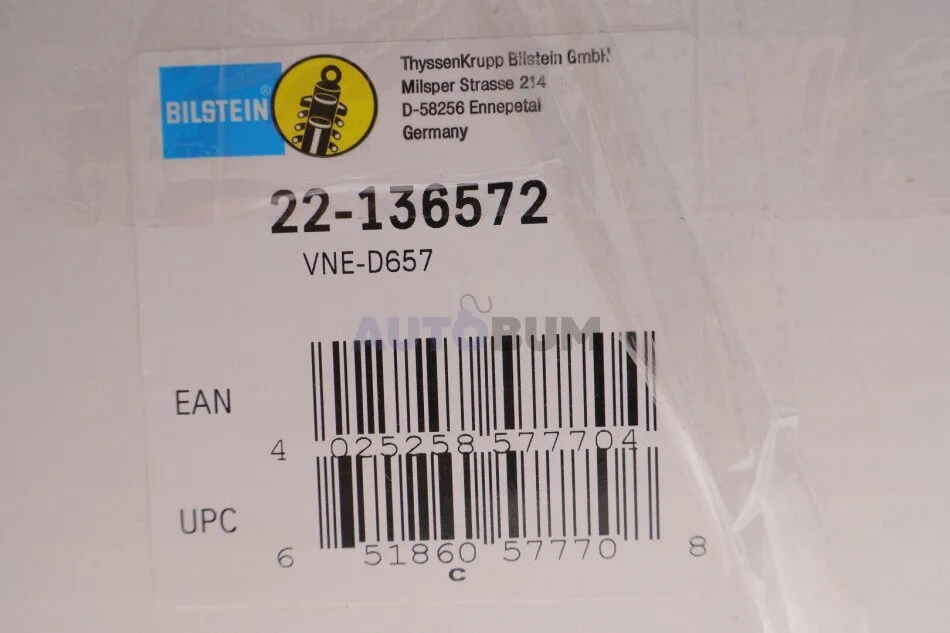 BILSTEIN®
ThyssenKrupp Bilstein GmbH
Milsper Strasse 214
D-58256 Ennepetal
Germany
22-136572
VNE-D657
AUTOBUM
EAN
4 025258 577704
UPC
6 51860 57770 8
C